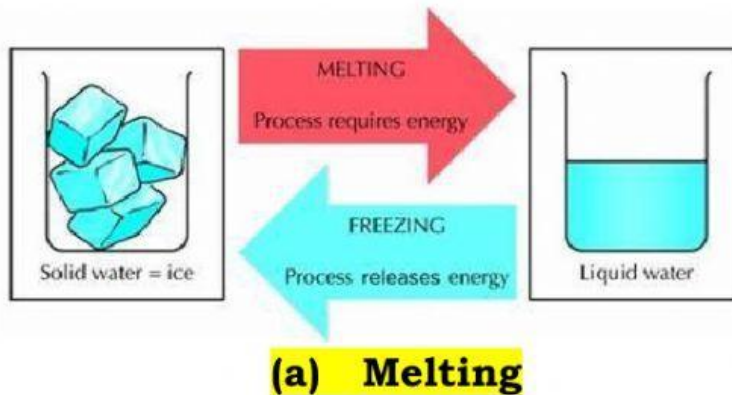 MELTING
Process requires energy
FREEZING
Process releases energy
Solid water = ice
Liquid water
(a) Melting